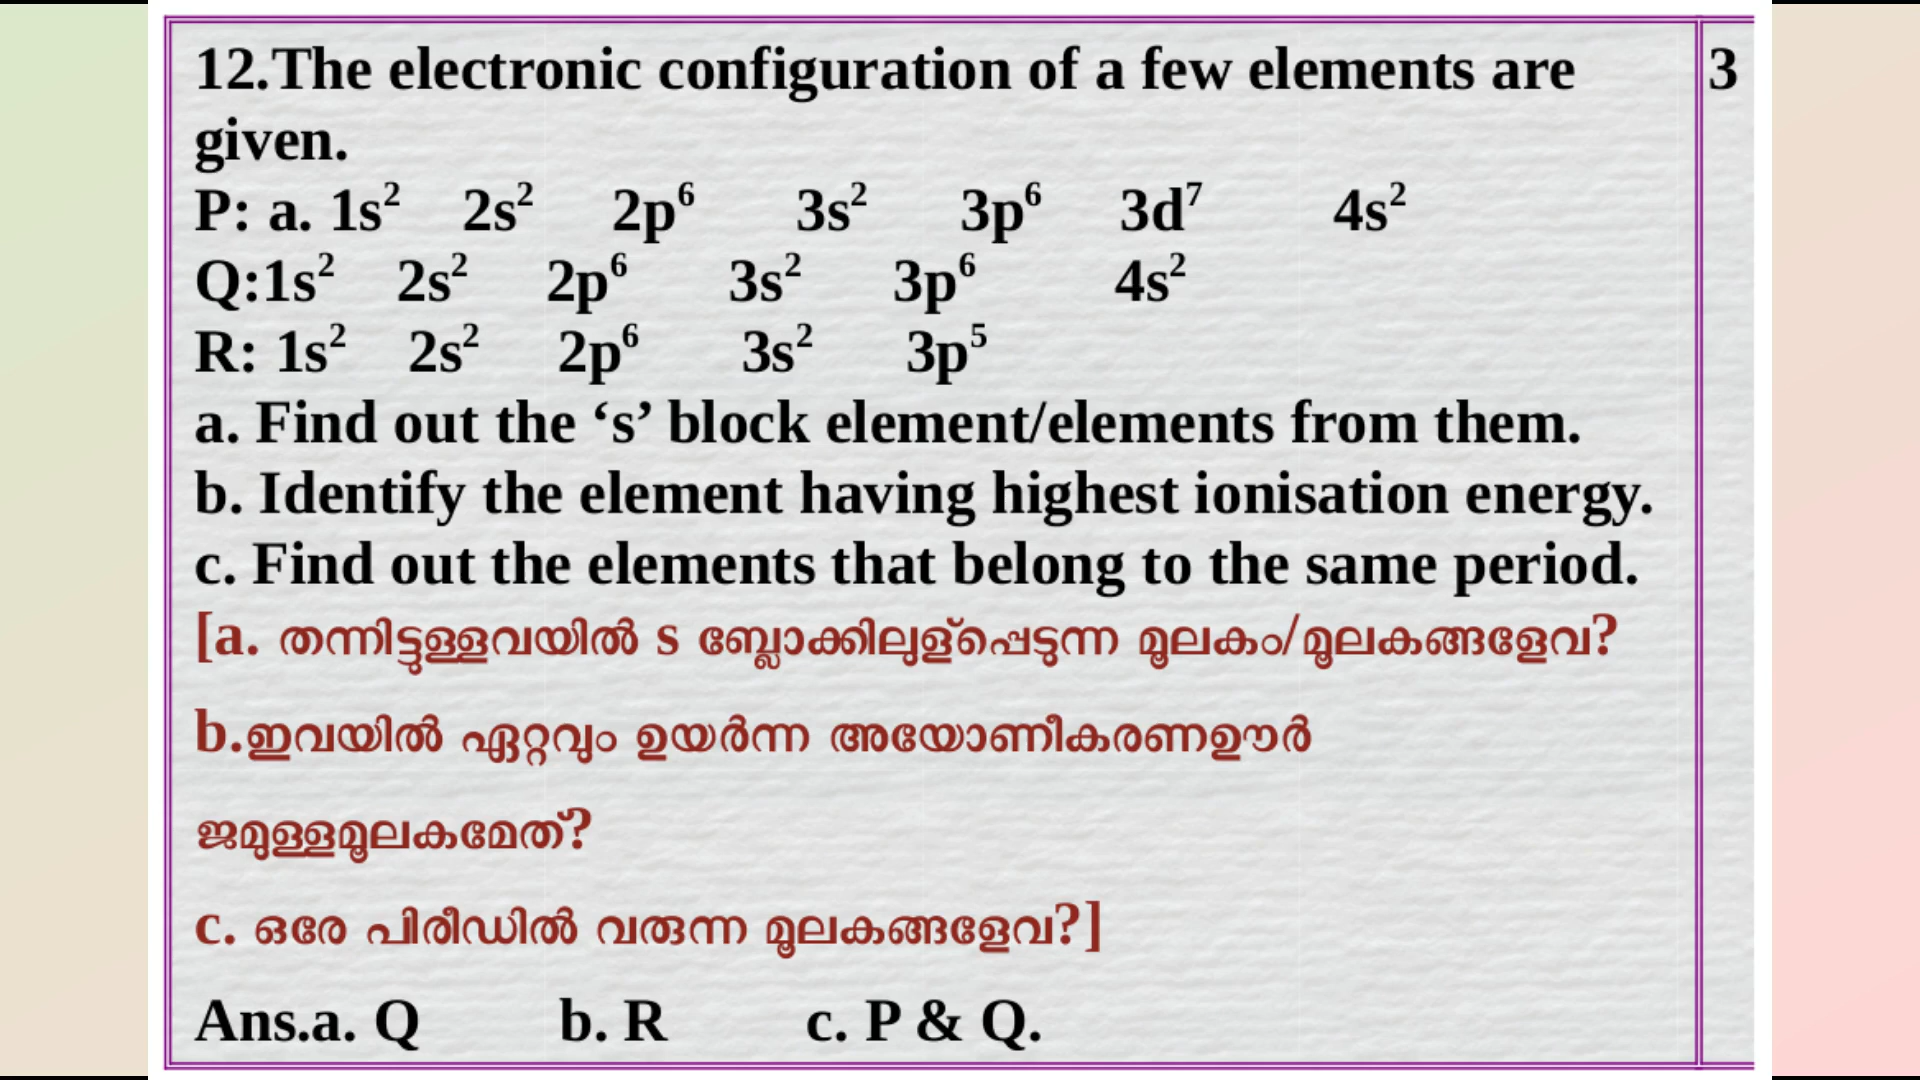 12.The electronic configuration of a few elements are 3
given.
P: a. 1s² 2s² 2p⁶ 3s² 3p⁶ 3d⁷ 4s²
Q:1s² 2s² 2p⁶ 3s² 3p⁶ 4s²
R: 1s² 2s² 2p⁶ 3s² 3p⁵
a. Find out the ‘s’ block element/elements from them.
b. Identify the element having highest ionisation energy.
c. Find out the elements that belong to the same period.
[a. തന്നിട്ടുള്ളവയിൽ s ബ്ലോക്കിലുള്പ്പെടുന്ന മൂലകം/മൂലകങ്ങളേവ?
b.ഇവയിൽ ഏറ്റവും ഉയർന്ന അയോണീകരണഊർ
ജമുള്ളമൂലകമേത്?
c. ഒരേ പിരീഡിൽ വരുന്ന മൂലകങ്ങളേവ?]
Ans.a. Q b. R c. P & Q.